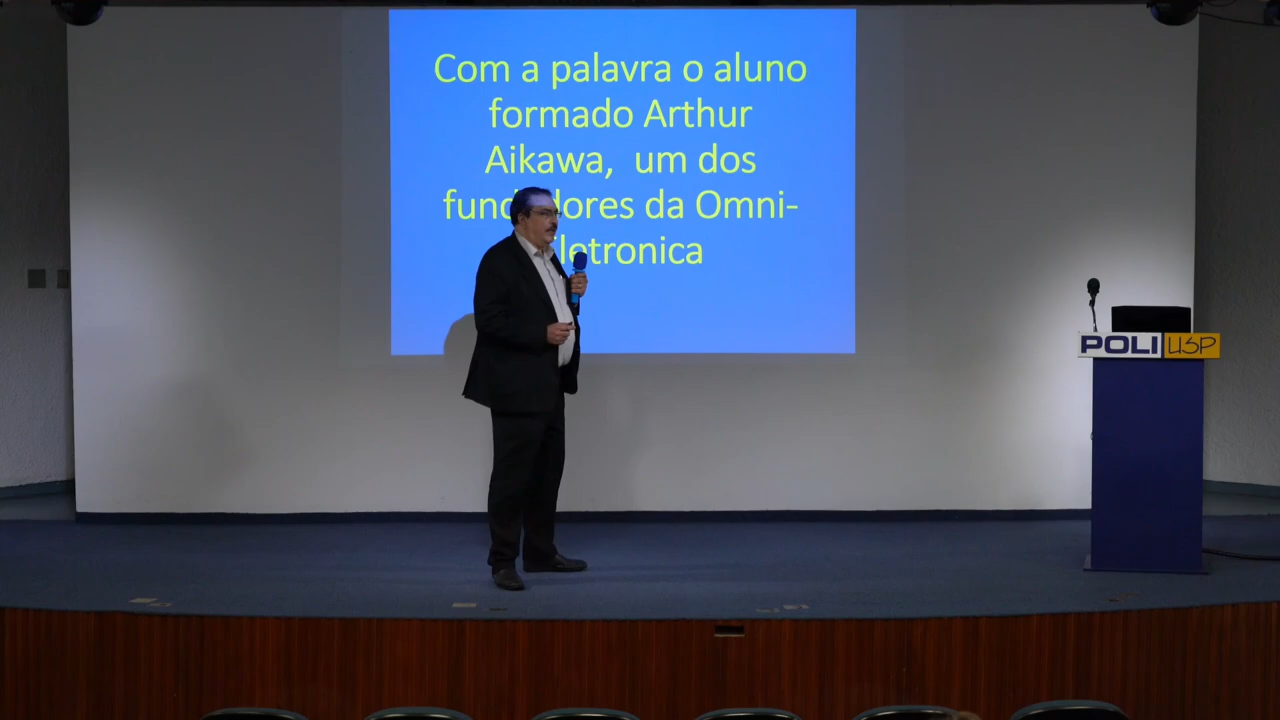 Com a palavra o aluno
formado Arthur
Aikawa, um dos
da Omni-
POLI USP